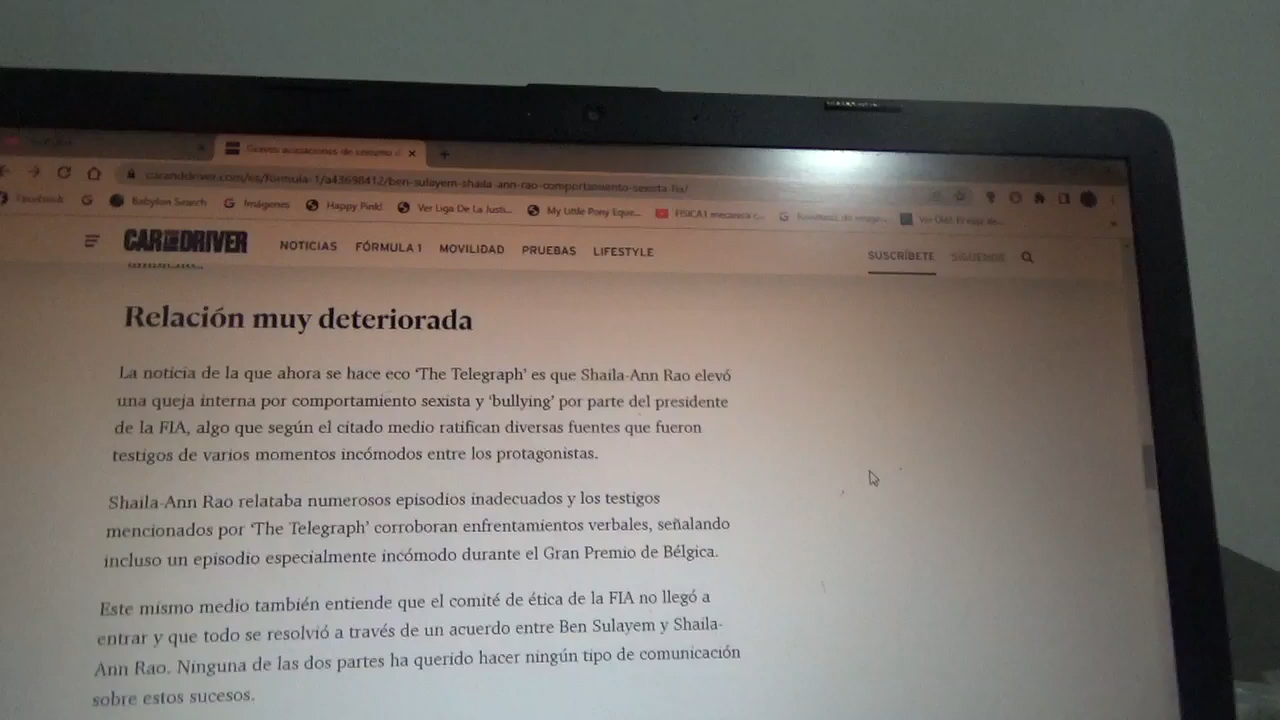 Graves acusaciones de
caranddriver.com/es/formula-1/a43698412/ben-sulayem-shaila-ann-rao-comportamiento-sexista-fia/
Facebook Babylon Search Imágenes Happy Pink! Ver Liga De La Justi... My Little Pony Eque... FISICA1 mecanica c...
CAR AND DRIVER NOTICIAS FÓRMULA 1 MOVILIDAD PRUEBAS LIFESTYLE SUSCRÍBETE SÍGUENOS
Relación muy deteriorada
La noticia de la que ahora se hace eco ‘The Telegraph’ es que Shaila-Ann Rao elevó
una queja interna por comportamiento sexista y ‘bullying’ por parte del presidente
de la FIA, algo que según el citado medio ratifican diversas fuentes que fueron
testigos de varios momentos incómodos entre los protagonistas.
Shaila-Ann Rao relataba numerosos episodios inadecuados y los testigos
mencionados por ‘The Telegraph’ corroboran enfrentamientos verbales, señalando
incluso un episodio especialmente incómodo durante el Gran Premio de Bélgica.
Este mismo medio también entiende que el comité de ética de la FIA no llegó a
entrar y que todo se resolvió a través de un acuerdo entre Ben Sulayem y Shaila-
Ann Rao. Ninguna de las dos partes ha querido hacer ningún tipo de comunicación
sobre estos sucesos.